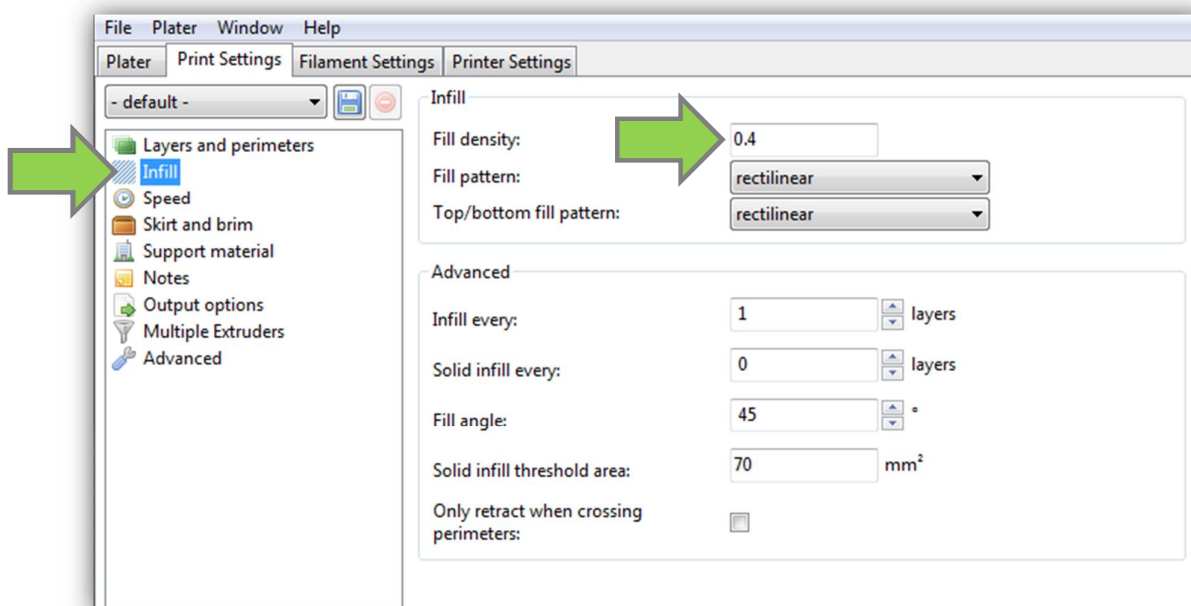 File Plater Window Help
Plater Print Settings Filament Settings Printer Settings
- default -
Layers and perimeters
Infill
Speed
Skirt and brim
Support material
Notes
Output options
Multiple Extruders
Advanced
Infill
Fill density: 0.4
Fill pattern: rectilinear
Top/bottom fill pattern: rectilinear
Advanced
Infill every: 1 layers
Solid infill every: 0 layers
Fill angle: 45 °
Solid infill threshold area: 70 mm²
Only retract when crossing
perimeters: